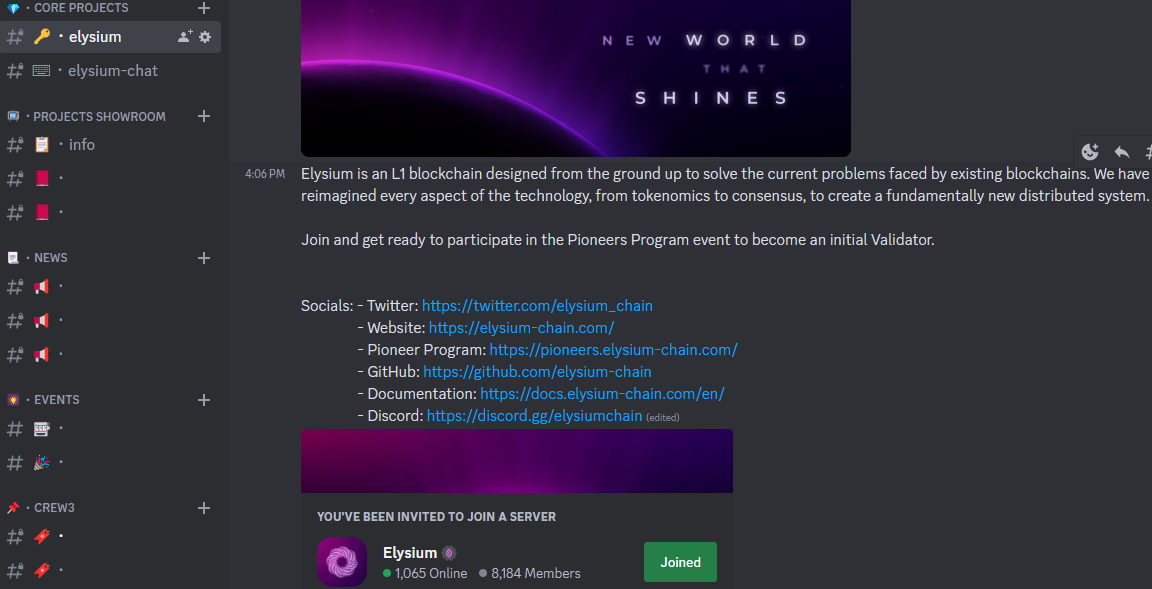 CORE PROJECTS
elysium
elysium-chat
PROJECTS SHOWROOM
info
NEWS
EVENTS
CREW3
NEW WORLD
THAT
SHINES
4:06 PM
Elysium is an L1 blockchain designed from the ground up to solve the current problems faced by existing blockchains. We have
reimagined every aspect of the technology, from tokenomics to consensus, to create a fundamentally new distributed system.
Join and get ready to participate in the Pioneers Program event to become an initial Validator.
Socials: - Twitter: https://twitter.com/elysium_chain
- Website: https://elysium-chain.com/
- Pioneer Program: https://pioneers.elysium-chain.com/
- GitHub: https://github.com/elysium-chain
- Documentation: https://docs.elysium-chain.com/en/
- Discord: https://discord.gg/elysiumchain (edited)
YOU'VE BEEN INVITED TO JOIN A SERVER
Elysium
1,065 Online 8,184 Members
Joined